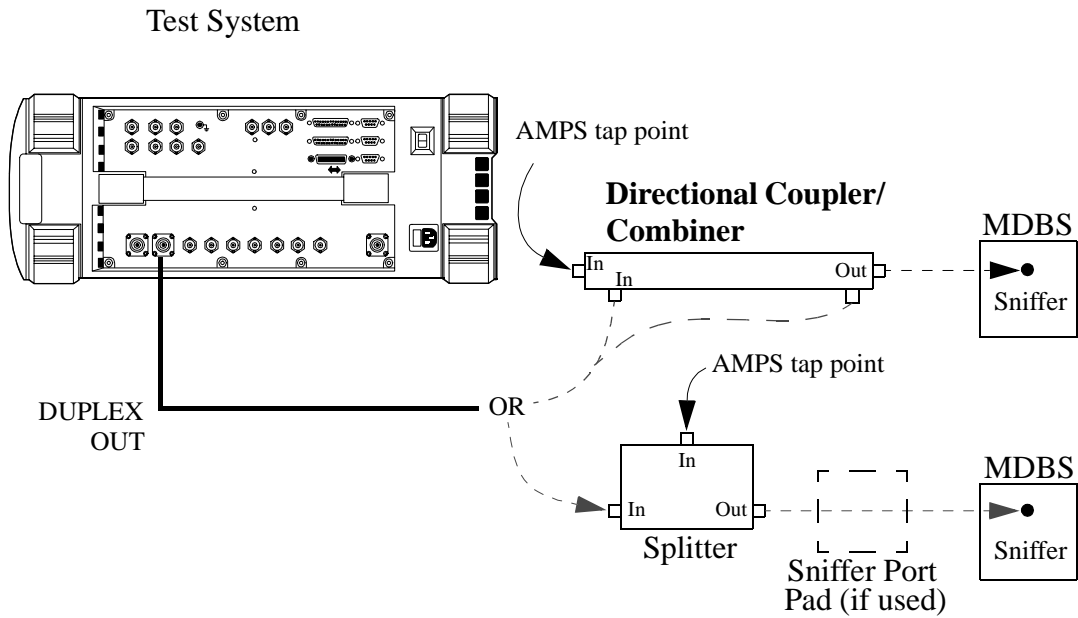 Test System
AMPS tap point
Directional Coupler/
Combiner
MDBS
In
In
Out
Sniffer
AMPS tap point
DUPLEX
OUT
OR
In
In
Out
Splitter
Sniffer Port
Pad (if used)
MDBS
Sniffer